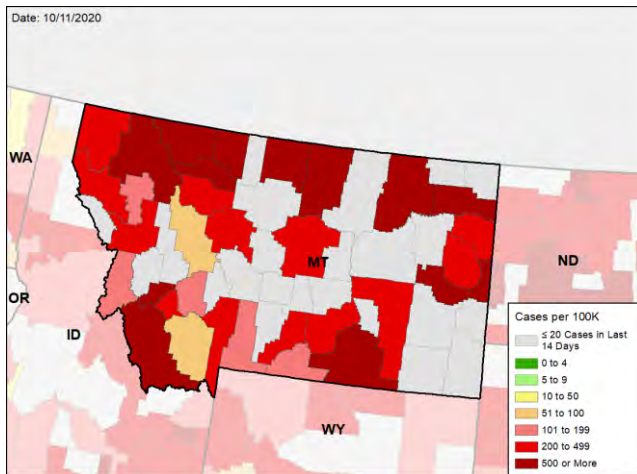 Date: 10/11/2020
WA
MT
ND
OR
ID
WY
Cases per 100K
≤ 20 Cases in Last
14 Days
0 to 4
5 to 9
10 to 50
51 to 100
101 to 199
200 to 499
500 or More